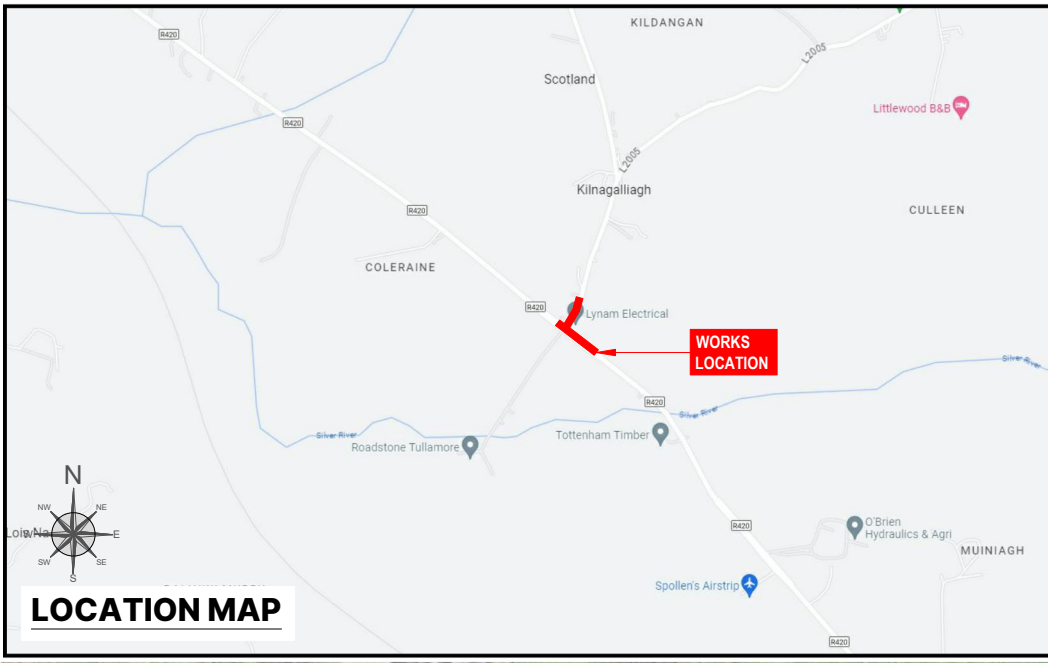 KILDANGAN
R420
L2005
Scotland
Littlewood B&B
R420
L2005
Kilnagalliagh
R420
CULLEEN
COLERAINE
R420
Lynam Electrical
WORKS
LOCATION
Silver River
R420
Silver River
Silver River
Tottenham Timber
Roadstone Tullamore
N
NW
NE
W
E
SW
SE
S
R420
O'Brien
Hydraulics & Agri
MUINIAGH
Spollen's Airstrip
LOCATION MAP
R420